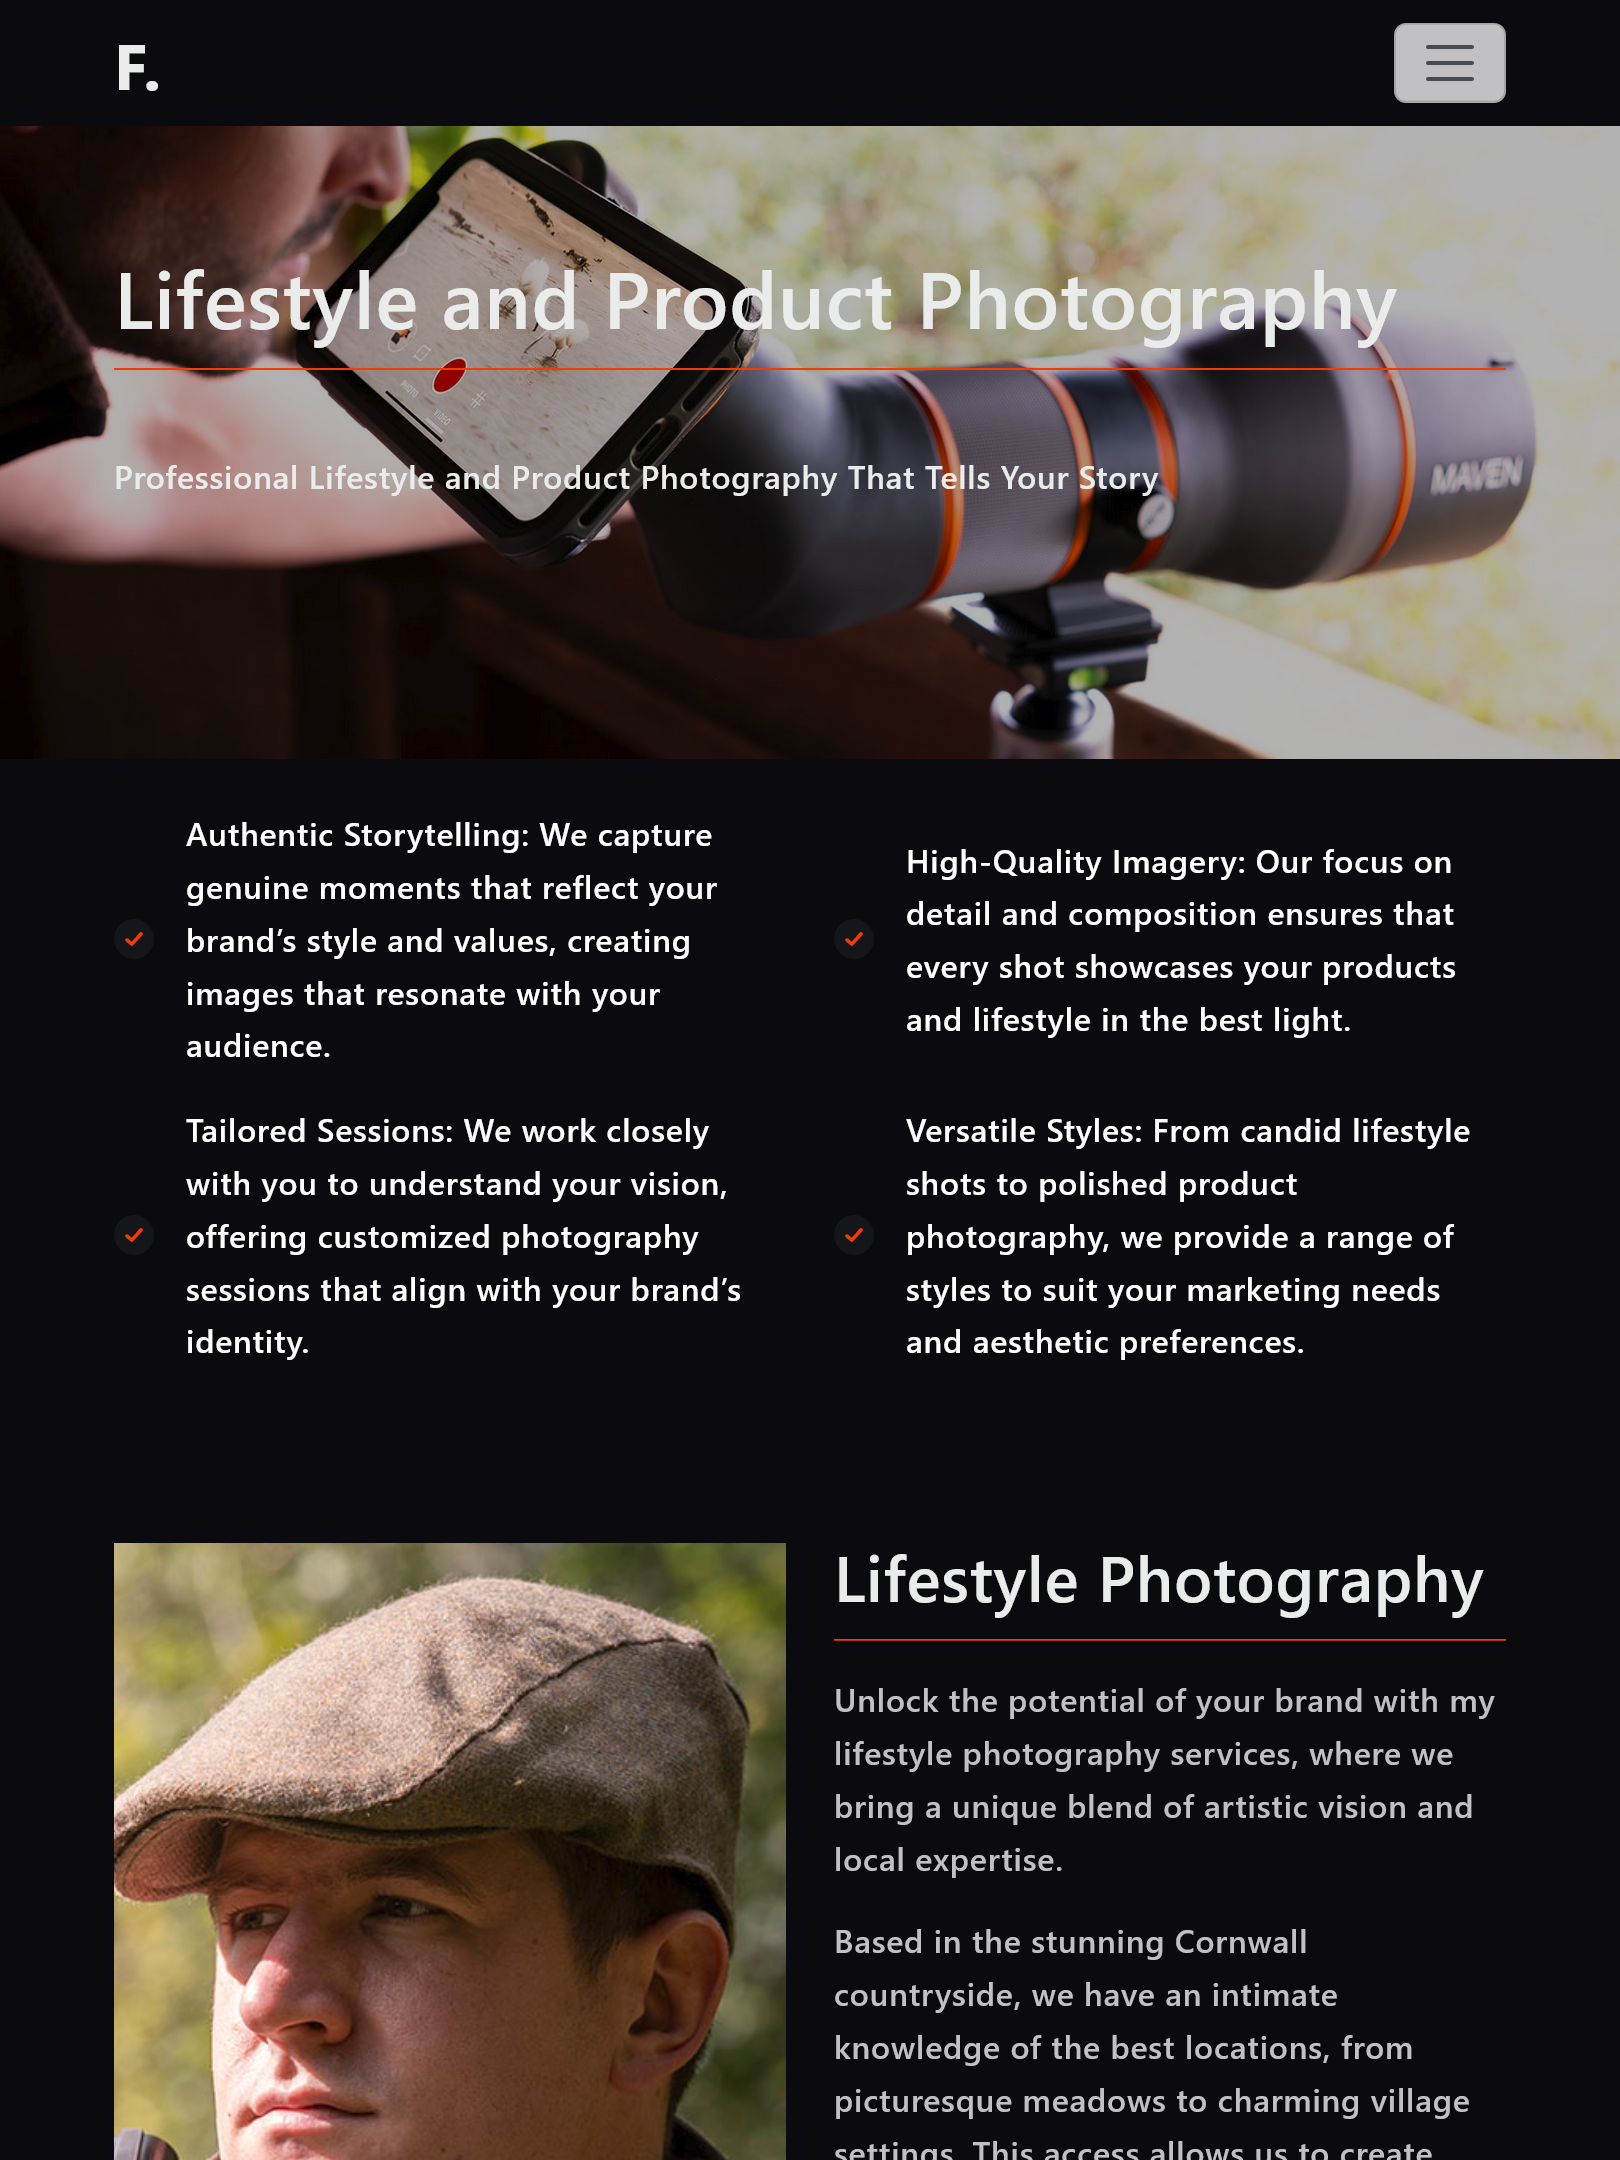 F.
Lifestyle and Product Photography
PHOTO
VIDEO
MAVEN
Professional Lifestyle and Product Photography That Tells Your Story
Authentic Storytelling: We capture
genuine moments that reflect your
brand’s style and values, creating
images that resonate with your
audience.
High-Quality Imagery: Our focus on
detail and composition ensures that
every shot showcases your products
and lifestyle in the best light.
Tailored Sessions: We work closely
with you to understand your vision,
offering customized photography
sessions that align with your brand’s
identity.
Versatile Styles: From candid lifestyle
shots to polished product
photography, we provide a range of
styles to suit your marketing needs
and aesthetic preferences.
Lifestyle Photography
Unlock the potential of your brand with my
lifestyle photography services, where we
bring a unique blend of artistic vision and
local expertise.
Based in the stunning Cornwall
countryside, we have an intimate
knowledge of the best locations, from
picturesque meadows to charming village
settings. This access allows us to create